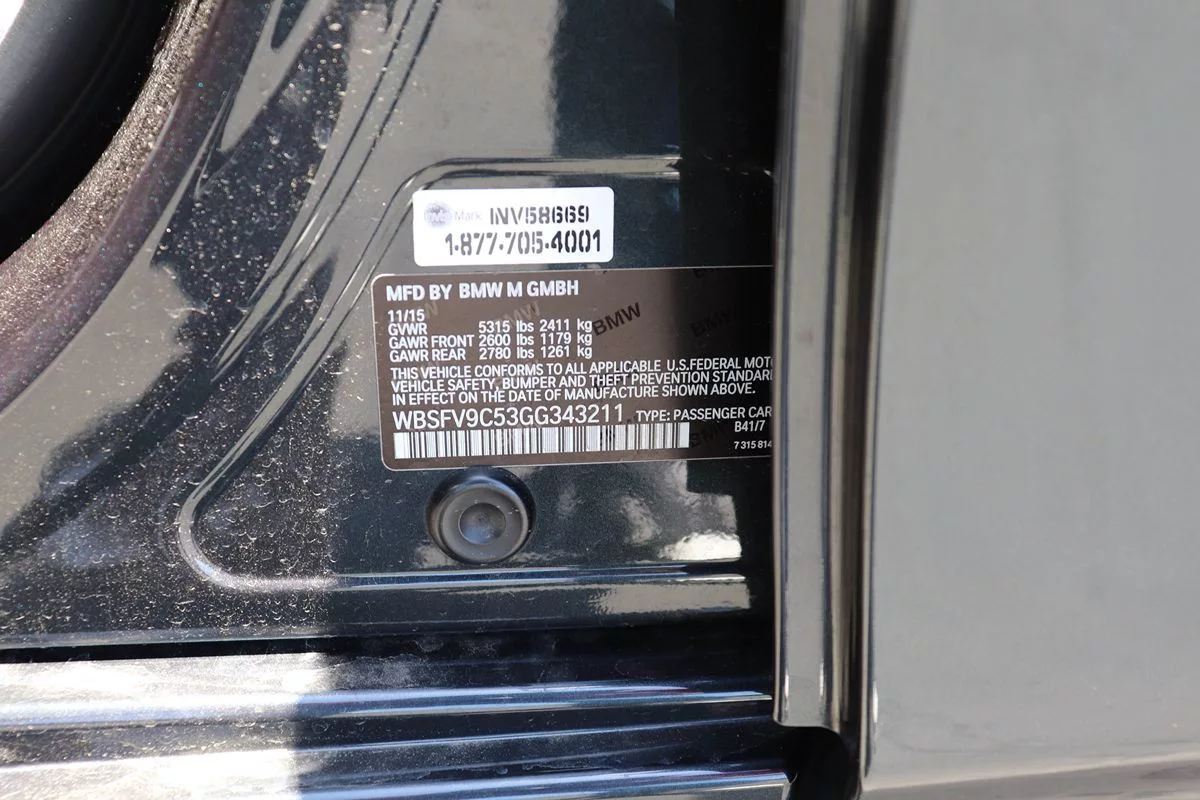 Mark INV58669
1-877-705-4001
MFD BY BMW M GMBH
11/15
GVWR 5315 lbs 2411 kg
GAWR FRONT 2600 lbs 1179 kg
GAWR REAR 2780 lbs 1261 kg
BMW
THIS VEHICLE CONFORMS TO ALL APPLICABLE U.S.FEDERAL MOT
VEHICLE SAFETY, BUMPER AND THEFT PREVENTION STANDAR
IN EFFECT ON THE DATE OF MANUFACTURE SHOWN ABOVE.
WBSFV9C53GG343211 TYPE: PASSENGER CAR
B41/7
7 315 814